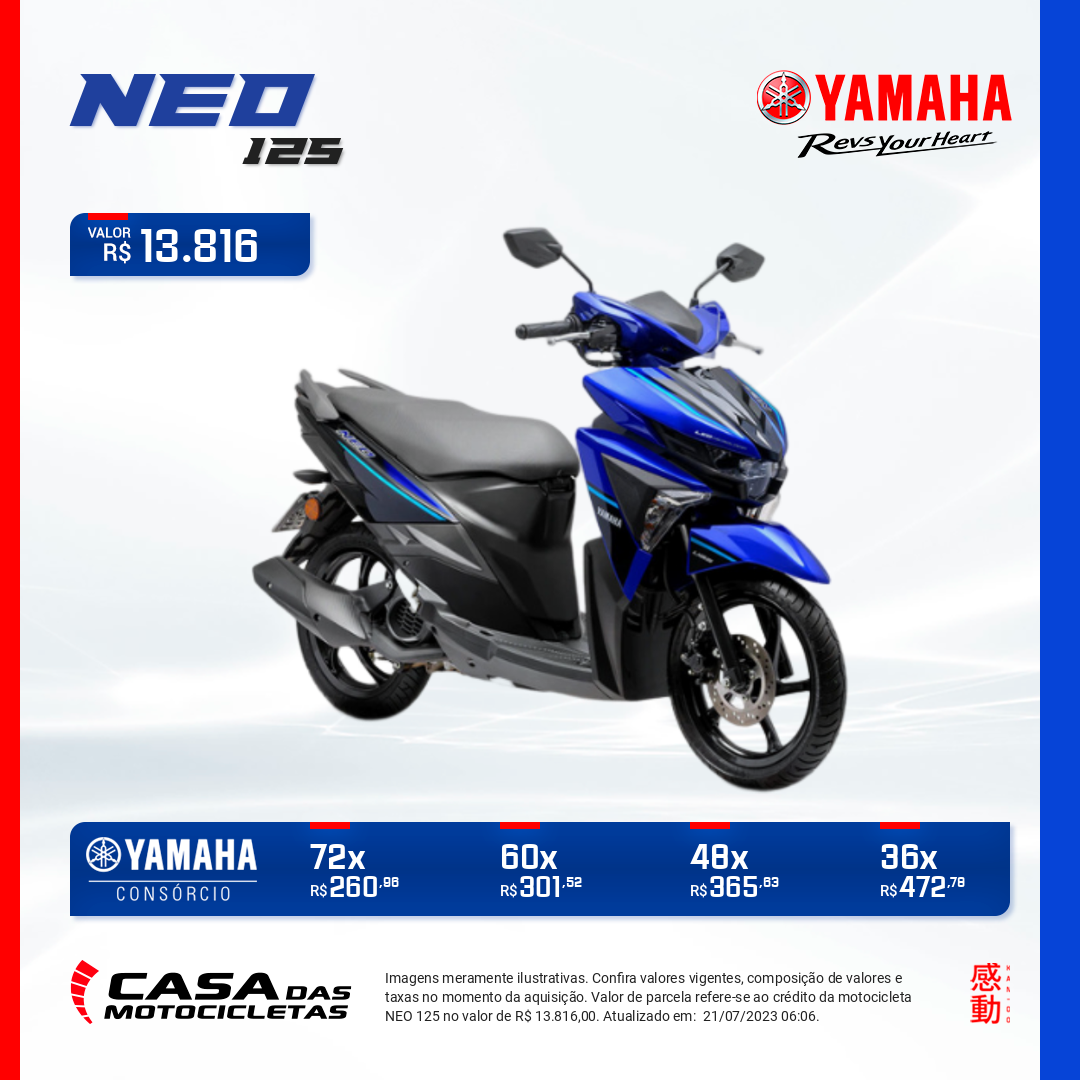 NEO
125
YAMAHA
Revs Your Heart
VALOR
R$ 13.816
NEO
YAMAHA
YAMAHA
CONSÓRCIO
72x
R$ 260,96
60x
R$ 301,52
48x
R$ 365,63
36x
R$ 472,78
CASA DAS
MOTOCICLETAS
Imagens meramente ilustrativas. Confira valores vigentes, composição de valores e
taxas no momento da aquisição. Valor de parcela refere-se ao crédito da motocicleta
NEO 125 no valor de R$ 13.816,00. Atualizado em: 21/07/2023 06:06.
感動